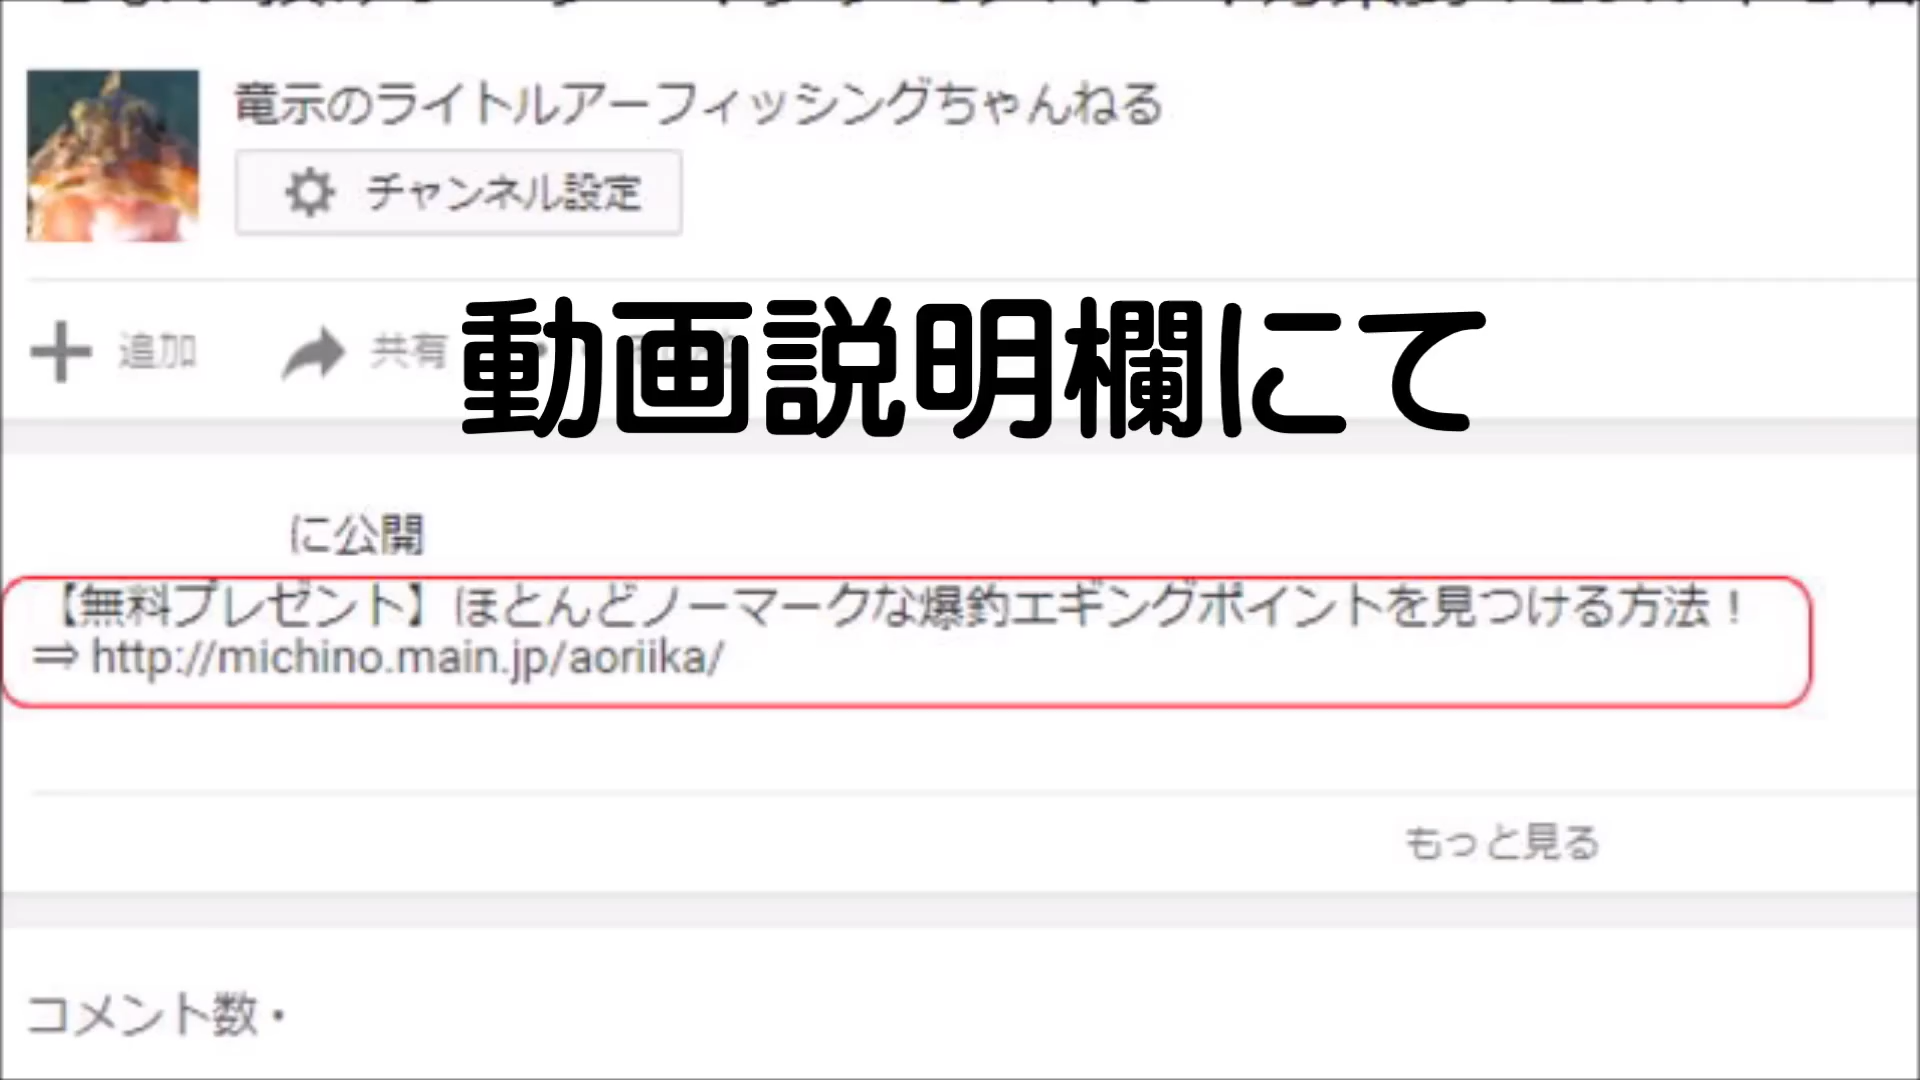 竜示のライトルアーフィッシングちゃんねる
チャンネル設定
追加
共有
動画説明欄にて
に公開
【無料プレゼント】ほとんどノーマークな爆釣エギングポイントを見つける方法！
⇒ http://michino.main.jp/aoriika/
もっと見る
コメント数・